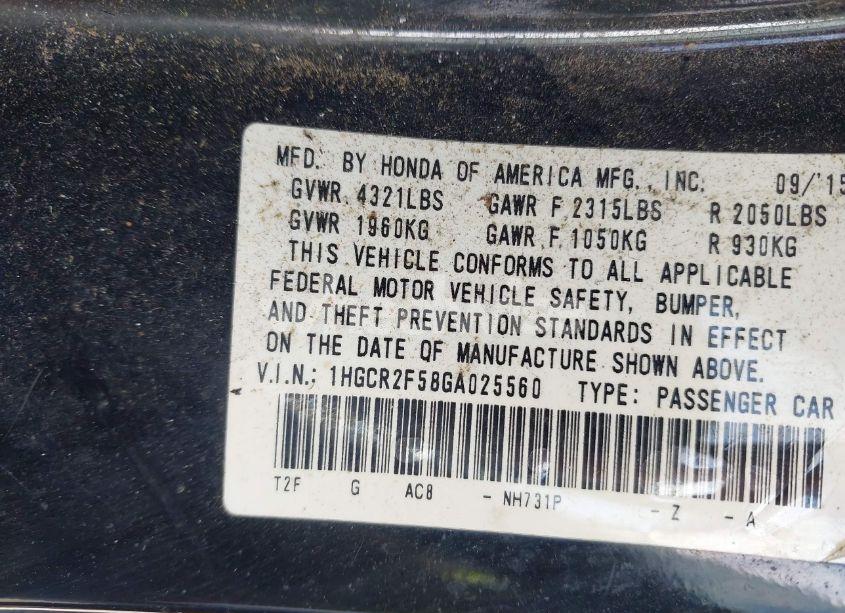 MFD. BY HONDA OF AMERICA MFG., INC. 09/'15
GVWR 4321LBS GAWR F 2315LBS R 2050LBS
GVWR 1960KG GAWR F 1050KG R 930KG
THIS VEHICLE CONFORMS TO ALL APPLICABLE
FEDERAL MOTOR VEHICLE SAFETY, BUMPER,
AND THEFT PREVENTION STANDARDS IN EFFECT
ON THE DATE OF MANUFACTURE SHOWN ABOVE.
V.I.N.: 1HGCR2F58GA025560 TYPE: PASSENGER CAR
T2F G AC8 - NH731P - Z - A